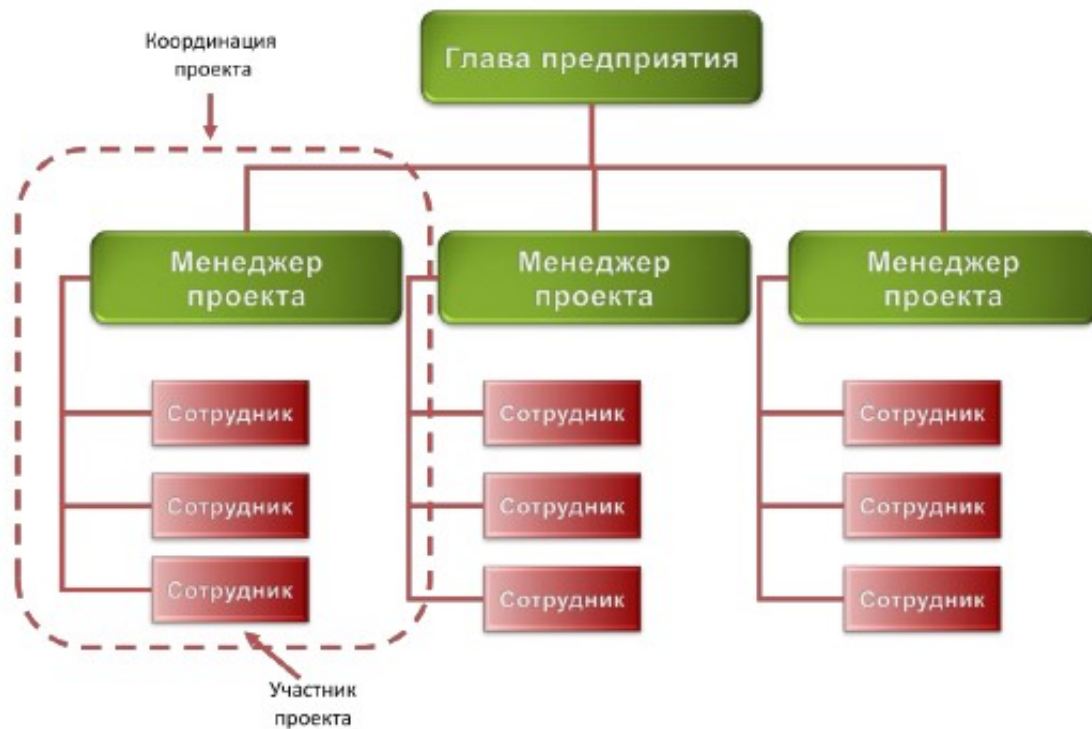 Координация
проекта
Глава предприятия
Менеджер
проекта
Менеджер
проекта
Менеджер
проекта
Сотрудник
Сотрудник
Сотрудник
Сотрудник
Сотрудник
Сотрудник
Сотрудник
Сотрудник
Сотрудник
Участник
проекта